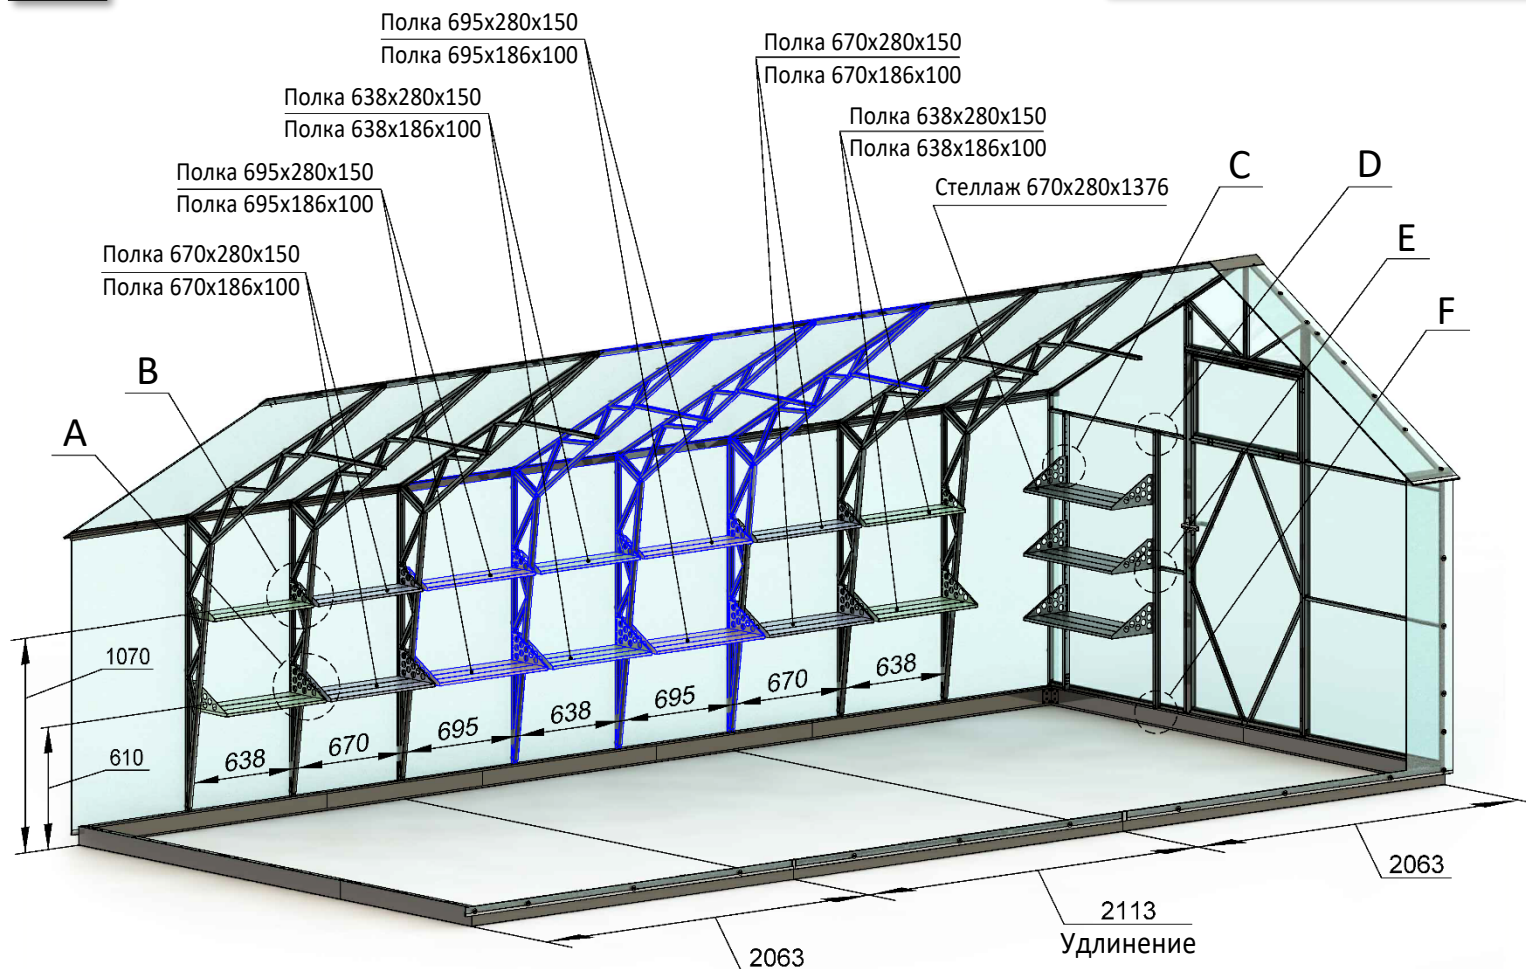 Полка 695x280x150
Полка 695x186x100
Полка 670x280x150
Полка 670x186x100
Полка 638x280x150
Полка 638x186x100
Полка 638x280x150
Полка 638x186x100
Полка 695x280x150
Полка 695x186x100
Стеллаж 670x280x1376
Полка 670x280x150
Полка 670x186x100
C
D
E
F
B
A
1070
610
638
670
695
638
695
670
638
2063
2113
Удлинение
2063